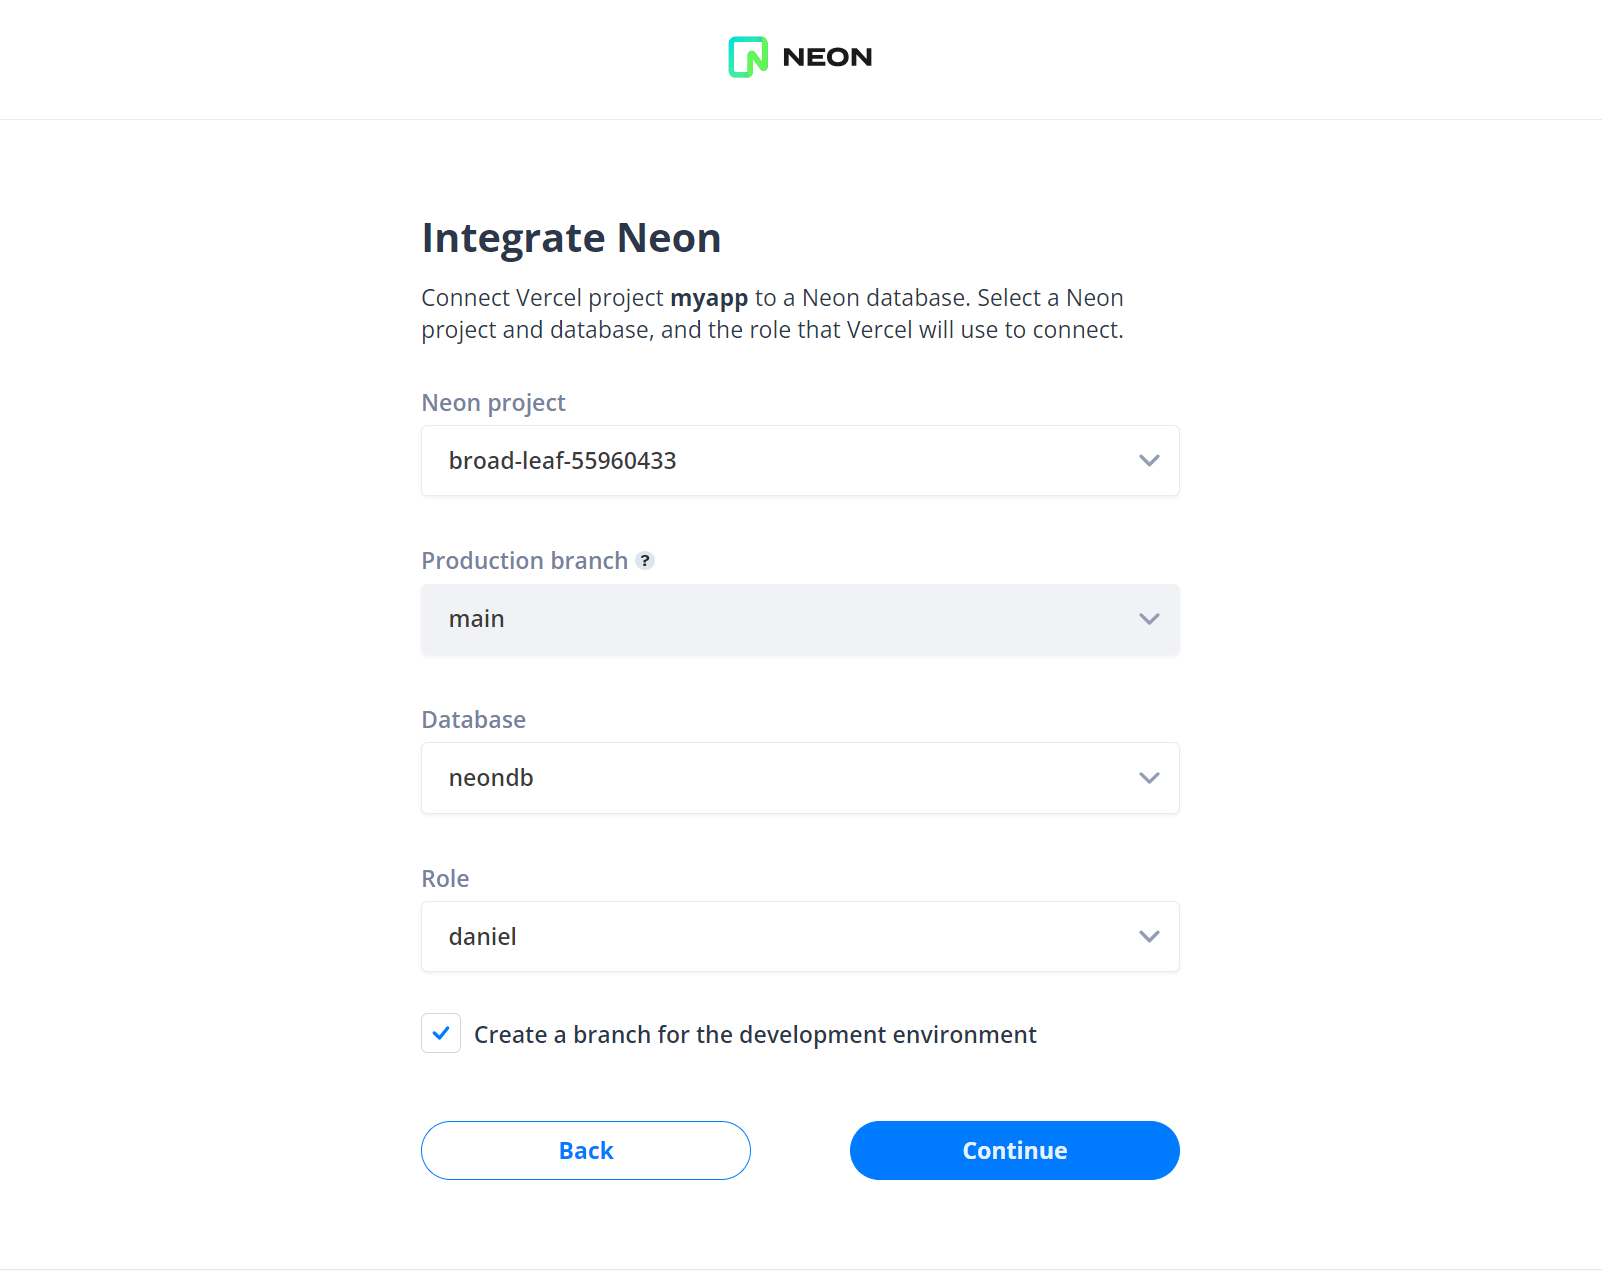 NEON
Integrate Neon
Connect Vercel project myapp to a Neon database. Select a Neon
project and database, and the role that Vercel will use to connect.
Neon project
broad-leaf-55960433
Production branch ?
main
Database
neondb
Role
daniel
Create a branch for the development environment
Back
Continue